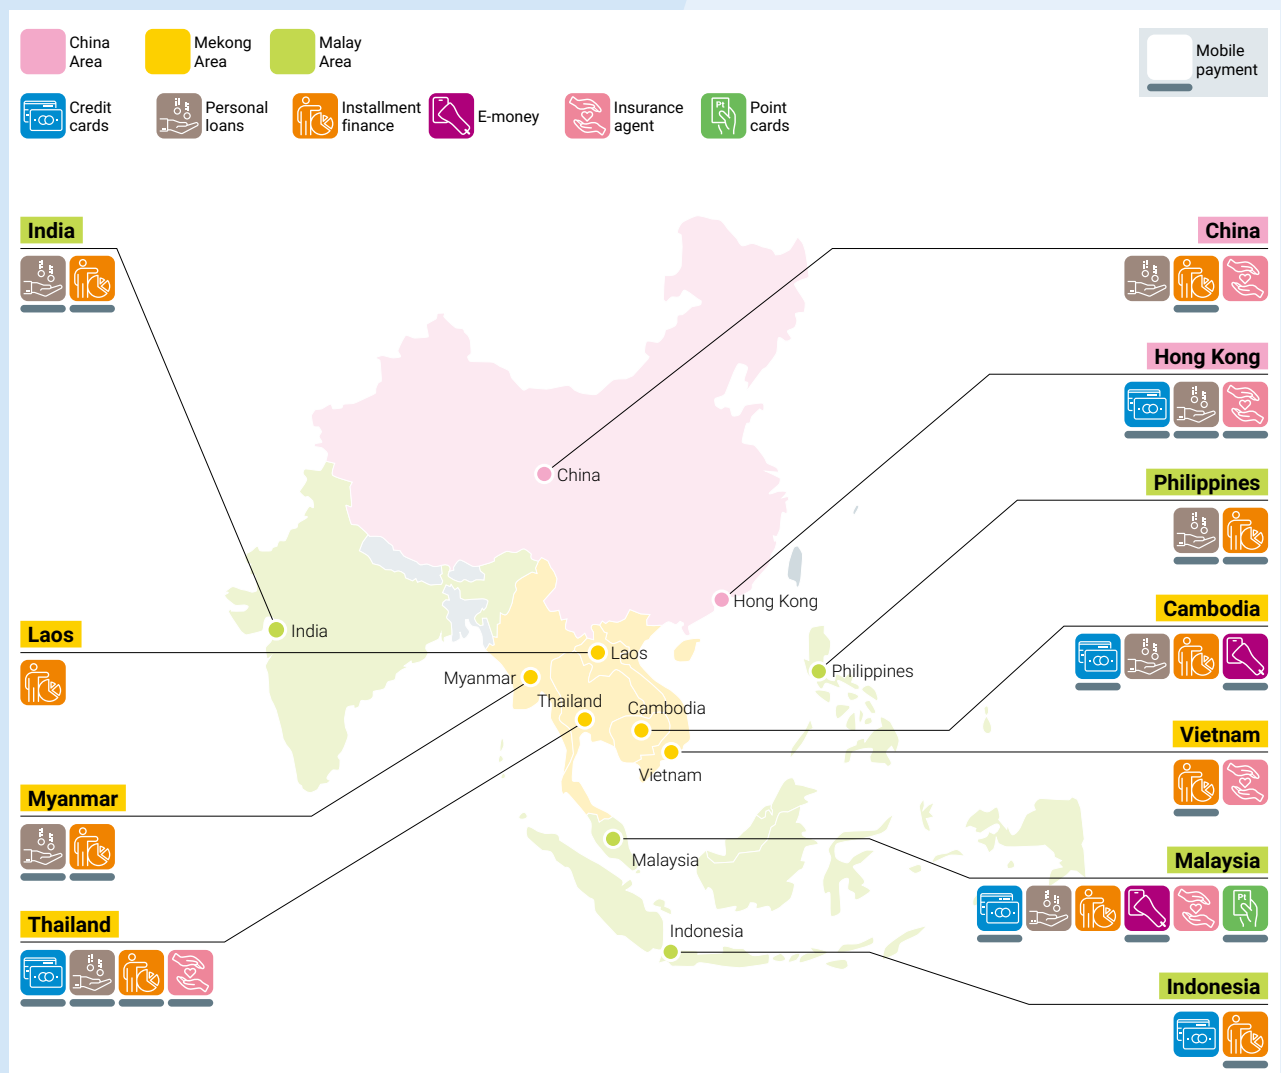 China
Area
Mekong
Area
Malay
Area
Mobile
payment
Credit
cards
Personal
loans
Installment
finance
E-money
Insurance
agent
Pt
Point
cards
India
China
Hong Kong
Philippines
Cambodia
Laos
Vietnam
Myanmar
Malaysia
Pt
Thailand
Indonesia
China
Hong Kong
India
Laos
Myanmar
Philippines
Thailand
Cambodia
Vietnam
Malaysia
Indonesia